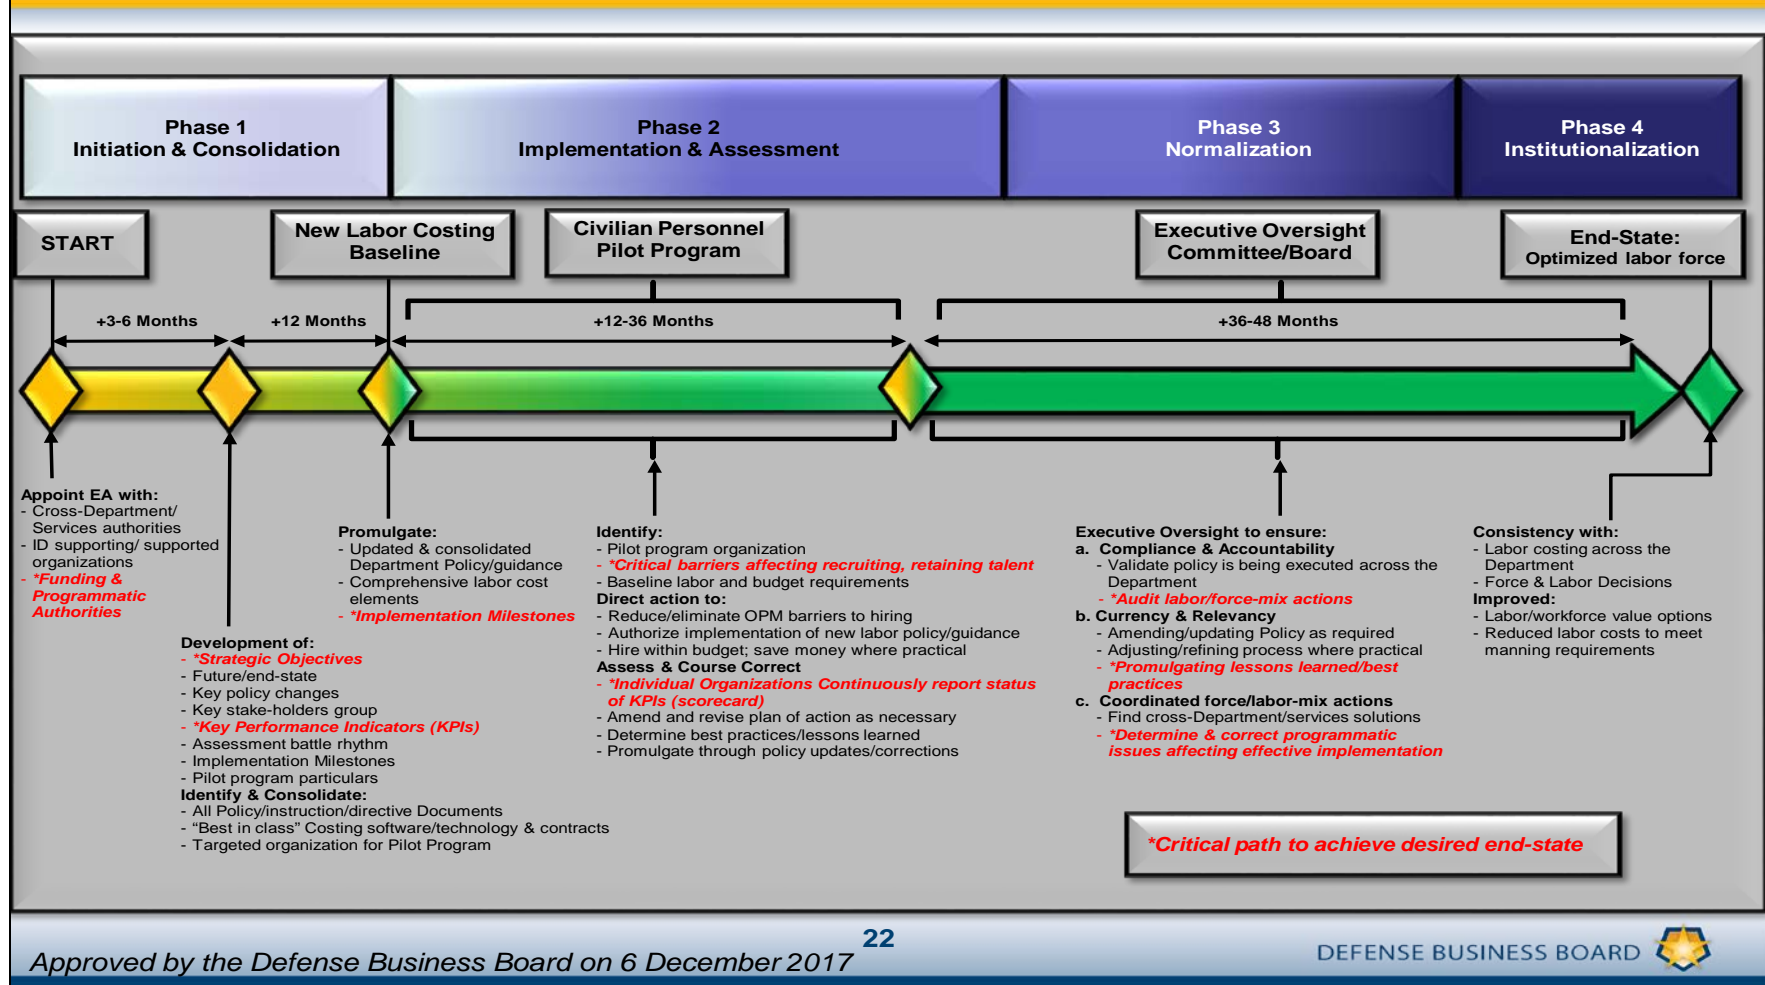 Phase 1
Initiation & Consolidation
Phase 2
Implementation & Assessment
Phase 3
Normalization
Phase 4
Institutionalization
START
New Labor Costing
Baseline
Civilian Personnel
Pilot Program
Executive Oversight
Committee/Board
End-State:
Optimized labor force
+3-6 Months
+12 Months
+12-36 Months
+36-48 Months
Appoint EA with:
- Cross-Department/
Services authorities
- ID supporting/ supported
organizations
- *Funding &
Programmatic
Authorities
Development of:
- *Strategic Objectives
- Future/end-state
- Key policy changes
- Key stake-holders group
- *Key Performance Indicators (KPIs)
- Assessment battle rhythm
- Implementation Milestones
- Pilot program particulars
Identify & Consolidate:
- All Policy/instruction/directive Documents
- “Best in class” Costing software/technology & contracts
- Targeted organization for Pilot Program
Promulgate:
- Updated & consolidated
Department Policy/guidance
- Comprehensive labor cost
elements
- *Implementation Milestones
Identify:
- Pilot program organization
- *Critical barriers affecting recruiting, retaining talent
- Baseline labor and budget requirements
Direct action to:
- Reduce/eliminate OPM barriers to hiring
- Authorize implementation of new labor policy/guidance
- Hire within budget; save money where practical
Assess & Course Correct
- *Individual Organizations Continuously report status
of KPIs (scorecard)
- Amend and revise plan of action as necessary
- Determine best practices/lessons learned
- Promulgate through policy updates/corrections
Executive Oversight to ensure:
a. Compliance & Accountability
- Validate policy is being executed across the
Department
- *Audit labor/force-mix actions
b. Currency & Relevancy
- Amending/updating Policy as required
- Adjusting/refining process where practical
- *Promulgating lessons learned/best
practices
c. Coordinated force/labor-mix actions
- Find cross-Department/services solutions
- *Determine & correct programmatic
issues affecting effective implementation
Consistency with:
- Labor costing across the
Department
- Force & Labor Decisions
Improved:
- Labor/workforce value options
- Reduced labor costs to meet
manning requirements
*Critical path to achieve desired end-state
22
Approved by the Defense Business Board on 6 December 2017
DEFENSE BUSINESS BOARD